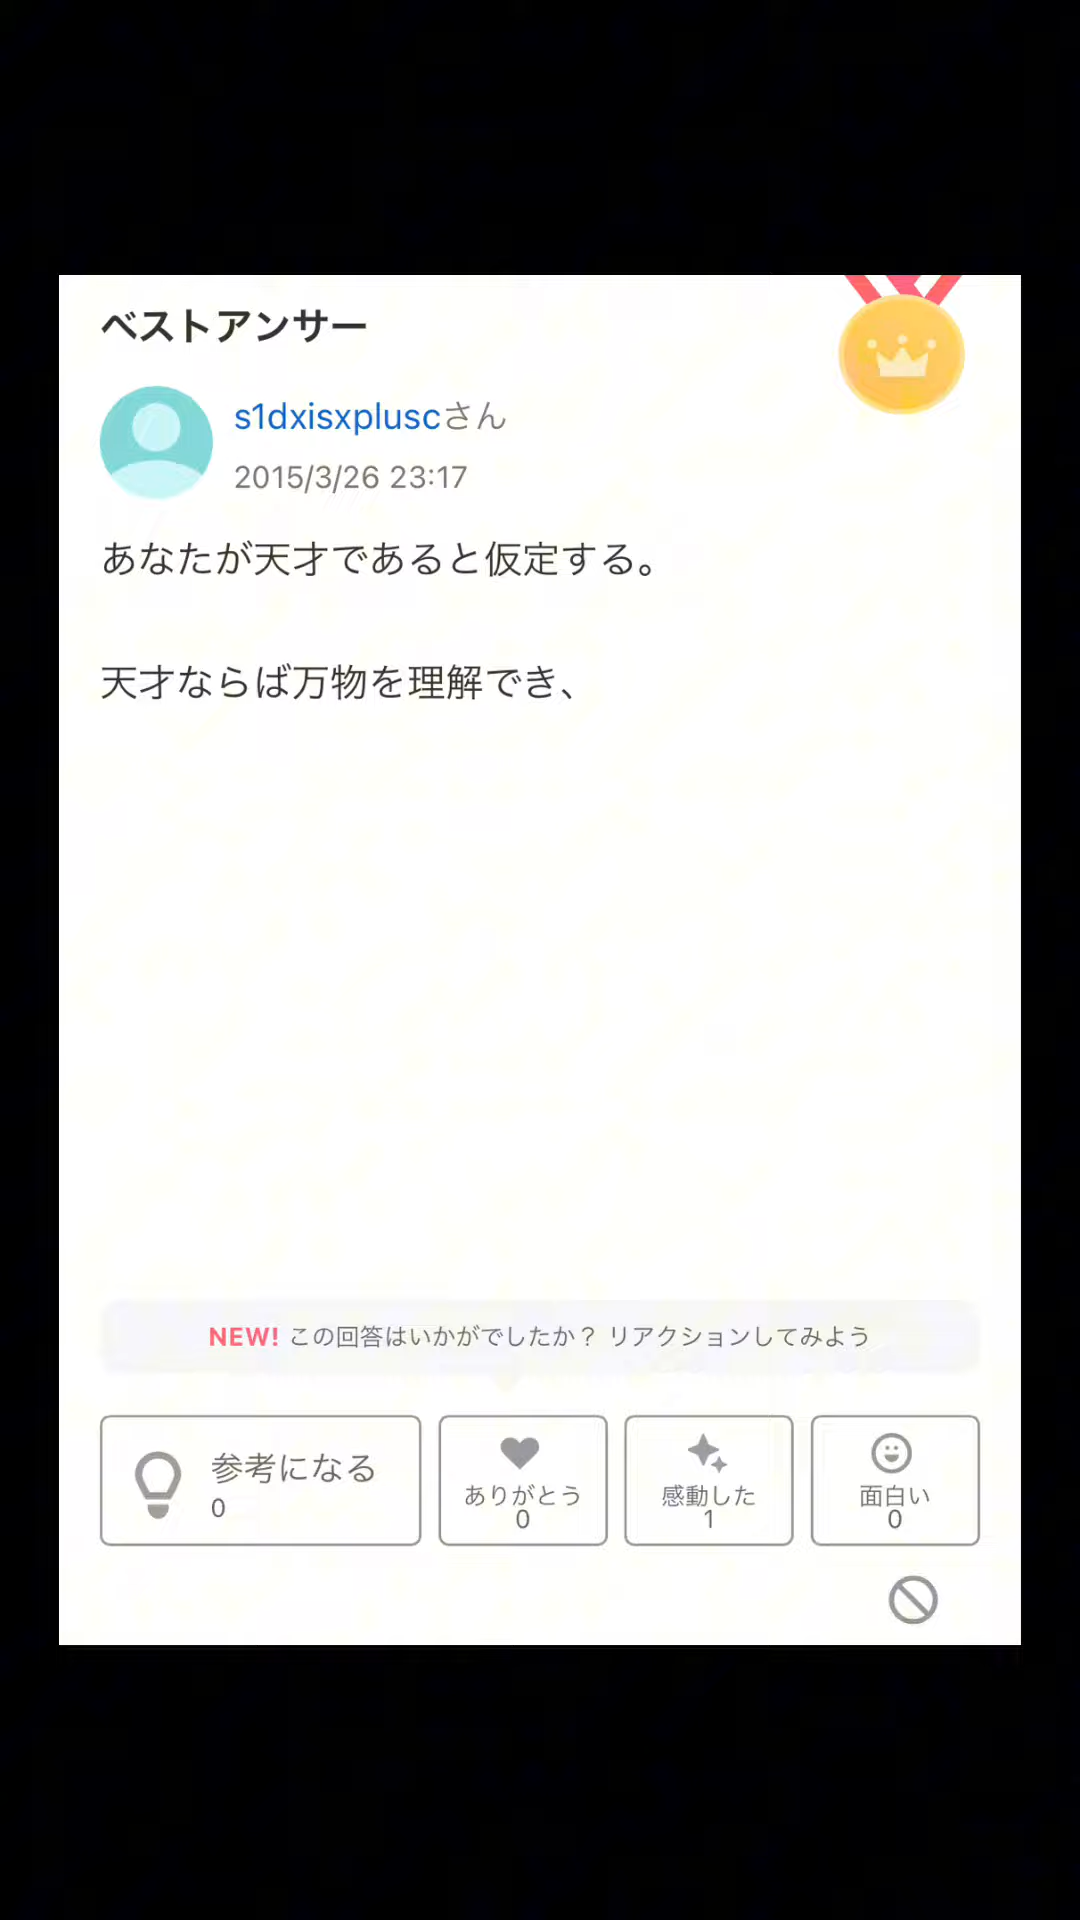 ベストアンサー
s1dxisxpluscさん
2015/3/26 23:17
あなたが天才であると仮定する。
天才ならば万物を理解でき、
NEW! この回答はいかがでしたか？ リアクションしてみよう
参考になる
0
ありがとう
0
感動した
1
面白い
0